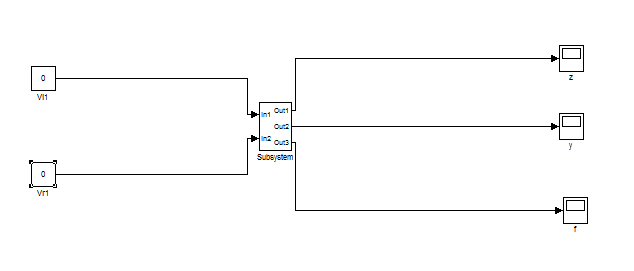 0
Vl1
0
Vr1
In1
In2
Out1
Out2
Out3
Subsystem
z
y
f